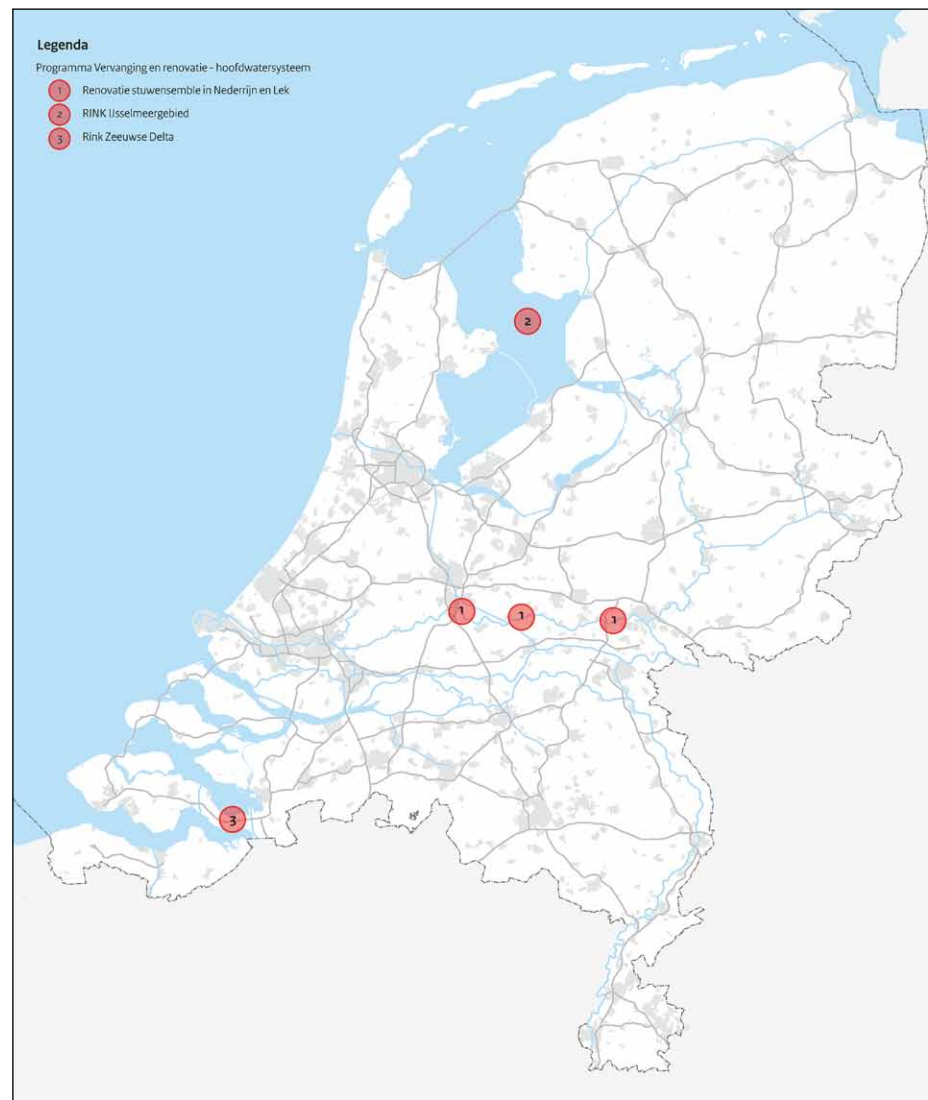 Legenda
Programma Vervanging en renovatie - hoofdwatersysteem
1 Renovatie stuwensemble in Nederrijn en Lek
2 RINK IJsselmeergebied
3 Rink Zeeuwse Delta
2
1
1
1
3